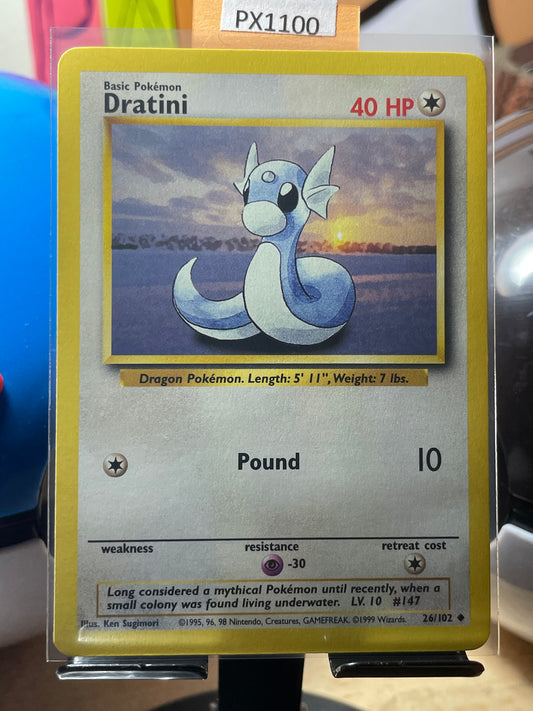 PX1100
Basic Pokémon
Dratini
40 HP
Dragon Pokémon. Length: 5' 11", Weight: 7 lbs.
Pound 10
weakness resistance retreat cost
-30
Long considered a mythical Pokémon until recently, when a
small colony was found living underwater. LV. 10 #147
Illus. Ken Sugimori ©1995, 96, 98 Nintendo, Creatures, GAMEFREAK. ©1999 Wizards. 26/102